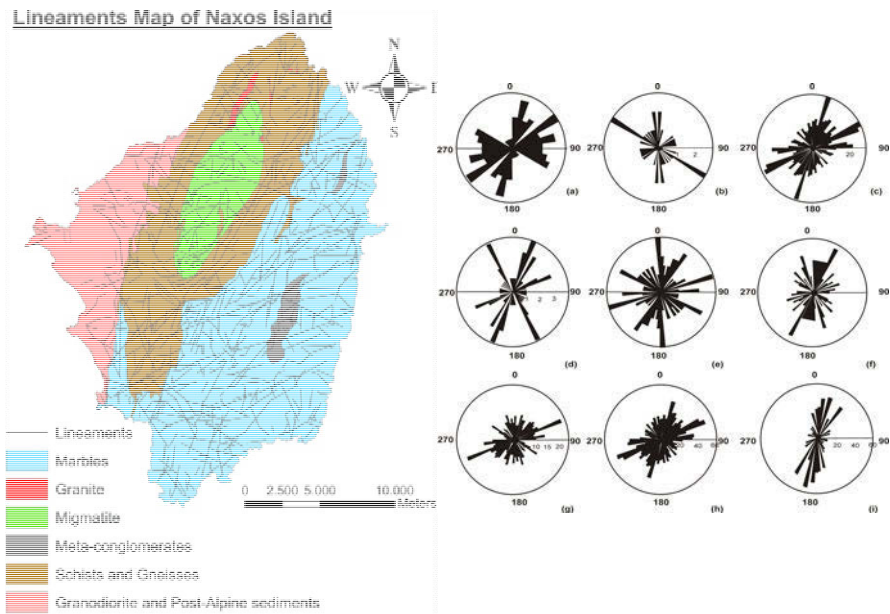 Lineaments Map of Naxos Island
N
W
S
Lineaments
Marbles
Granite
Migmatite
Meta-conglomerates
Schists and Gneisses
Granodiorite and Post-Alpine sediments
0 2.500 5.000 10.000
Meters
0 0 0
270 90 270 90 270 90
1 2 20
(a) (b) (c)
180 180 180
0 0 0
270 90 270 90 270 90
1 2 3
(d) (e) (f)
180 180 180
0 0 0
270 90 270 90 270 90
10 15 20 20 40 60
(g) (h) (i)
180 180 180